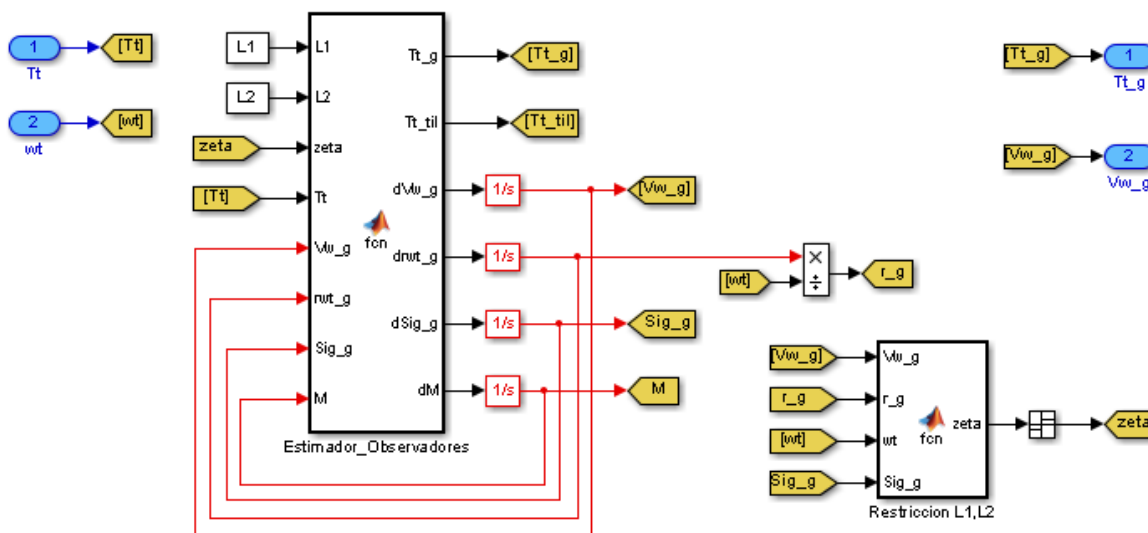 1
[Tt]
Tt
2
[wt]
wt
L1
L2
zeta
[Tt]
L1
L2
zeta
Tt
Vw_g
rwt_g
Sig_g
M
fcn
Tt_g
Tt_til
dVw_g
drwt_g
dSig_g
dM
Estimador_Observadores
1/s
1/s
1/s
1/s
[Tt_g]
[Tt_til]
[Vw_g]
Sig_g
M
[wt]
×
÷
r_g
[Tt_g]
1
Tt_g
[Vw_g]
2
Vw_g
[Vw_g]
r_g
[wt]
Sig_g
Vw_g
r_g
wt
Sig_g
fcn
zeta
Restriccion L1,L2
zeta